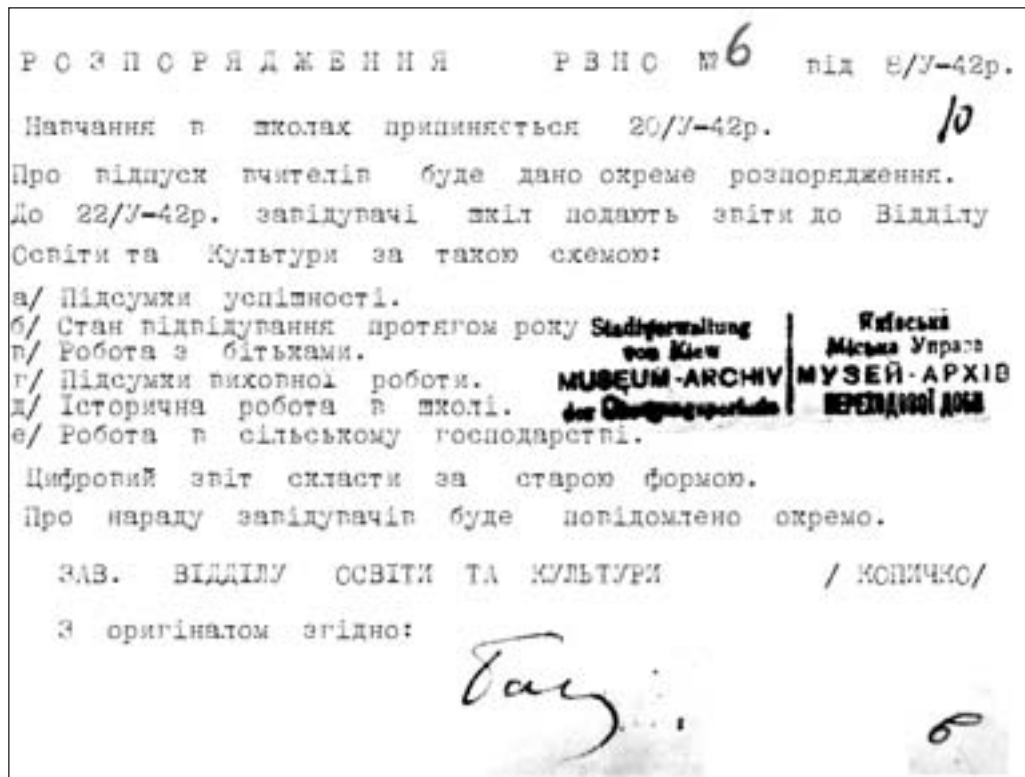 РОЗПОРЯДЖЕННЯ РВНО №6 від 8/У-42р.
10
Навчання в школах припиняється 20/У-42р.
Про відпуск вчителів буде дано окреме розпорядження.
До 22/У-42р. завідувачі шкіл подають звіти до Відділу
Освіти та Культури за такою схемою:
а/ Підсумки успішності.
б/ Стан відвідування протягом року
в/ Робота з бітьками.
г/ Підсумки виховної роботи.
д/ Історична робота в школі.
е/ Робота в сільському господарстві.
Stadtverwaltung von Kiew
MUSEUM-ARCHIV
der Übergangsperiode
Київська
Міська Управа
МУЗЕЙ-АРХІВ
ПЕРЕХОДОВОЇ ДОБИ
Цифровий звіт скласти за старою формою.
Про нараду завідувачів буде повідомлено окремо.
ЗАВ. ВІДДІЛУ ОСВІТИ ТА КУЛЬТУРИ / КОПИЧКО/
З оригіналом згідно: